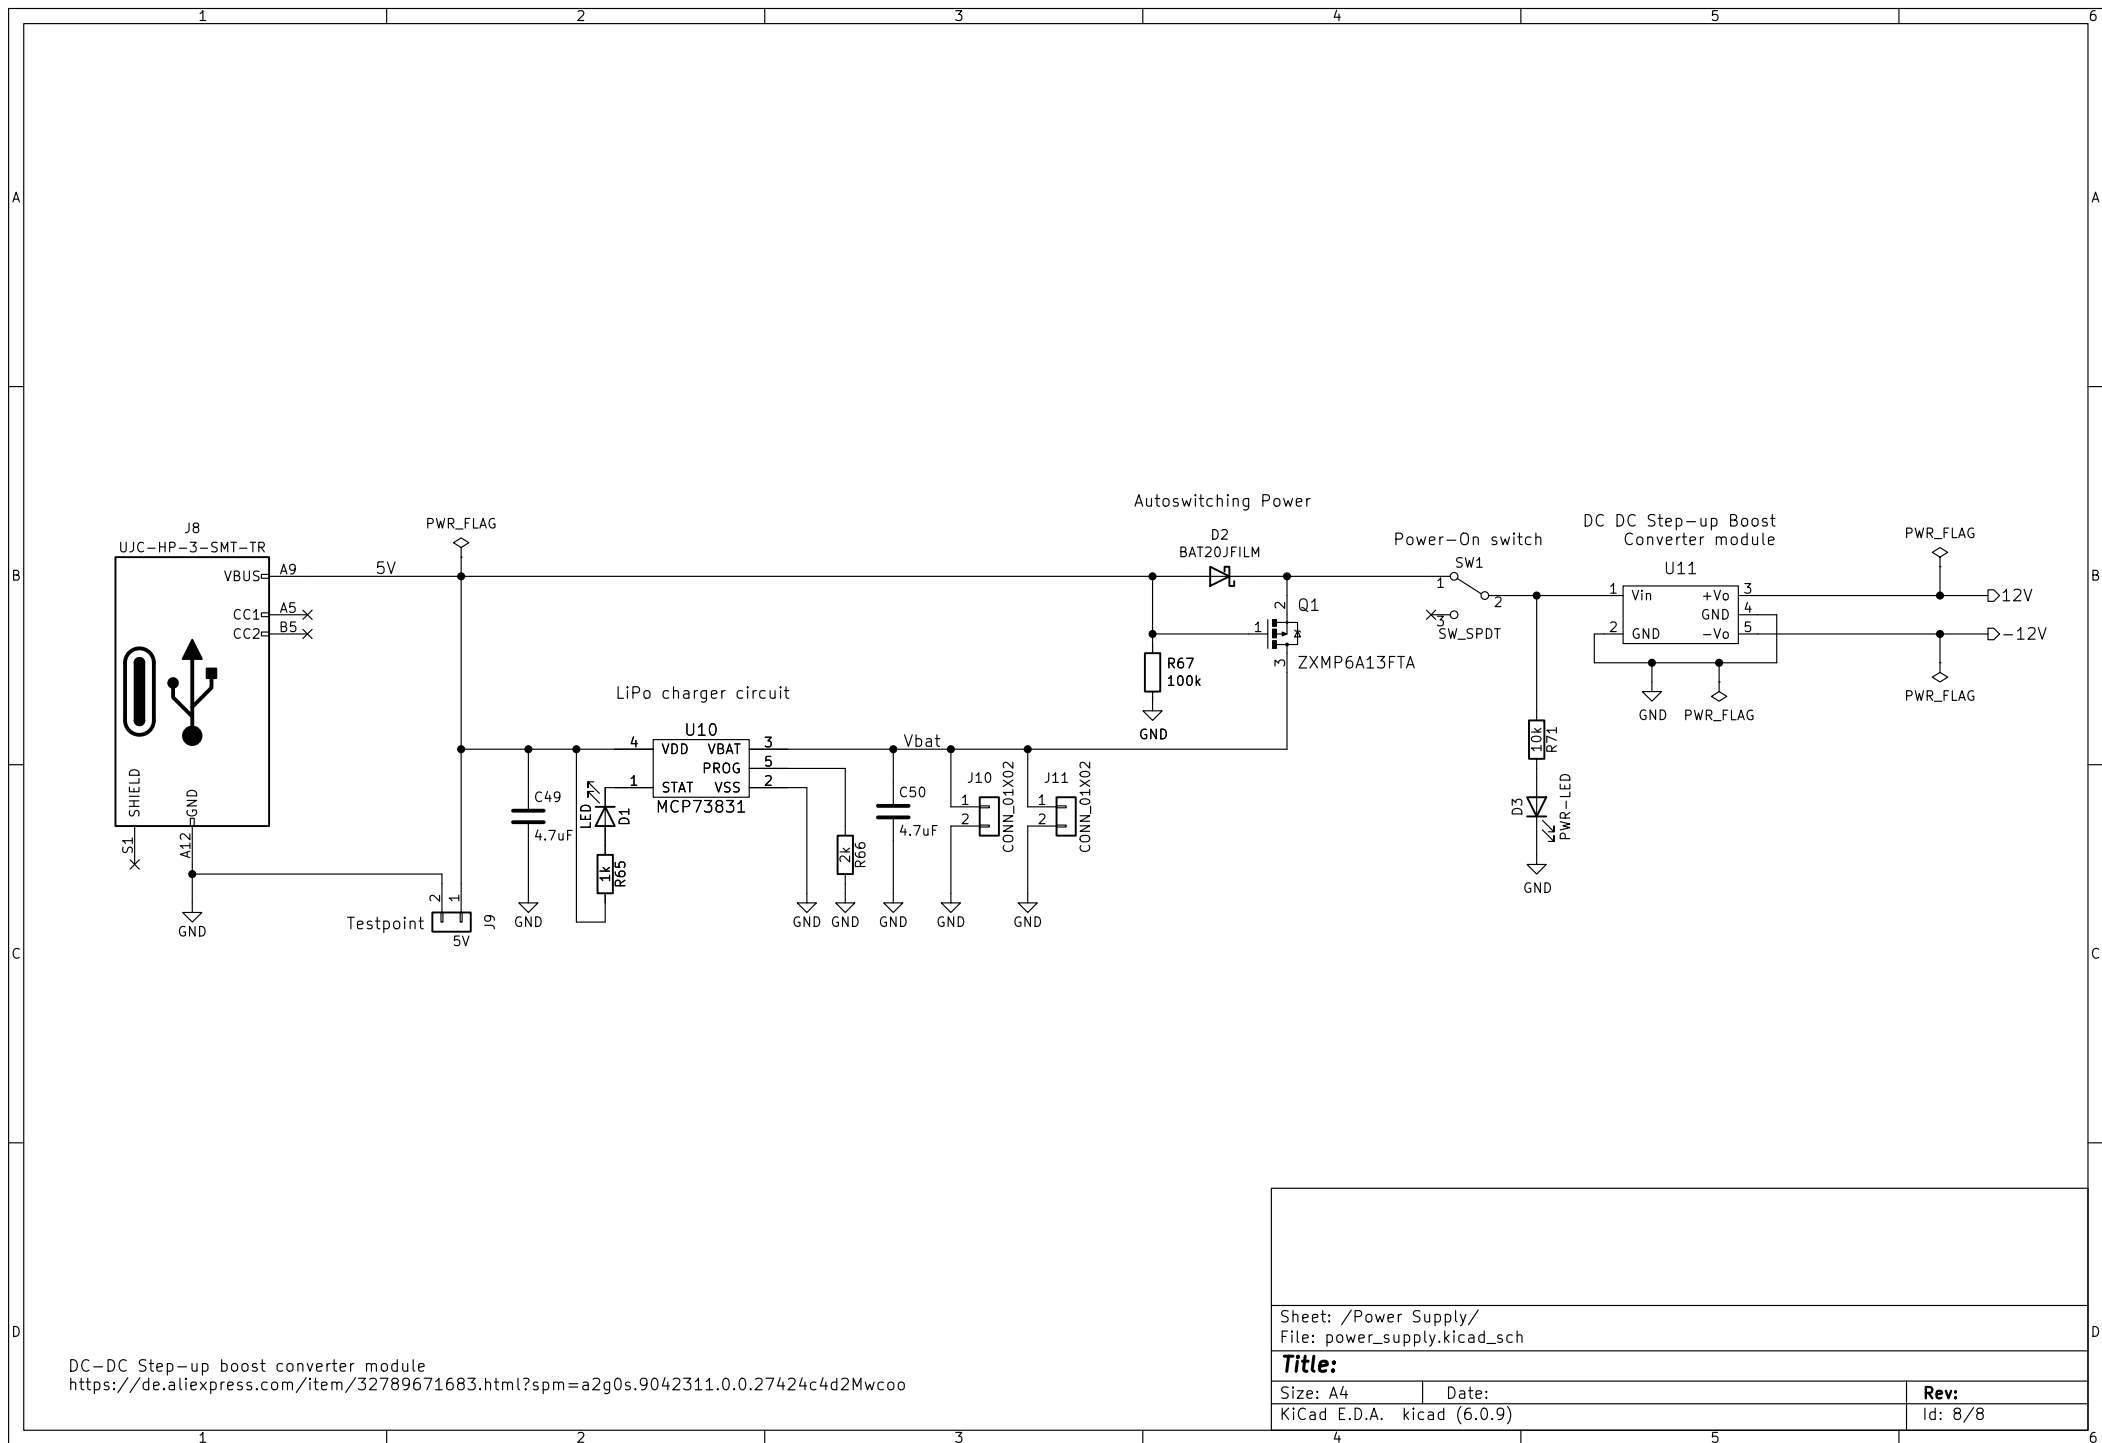 1 2 3 4 5 6
A A
Autoswitching Power
J8
UJC-HP-3-SMT-TR
PWR_FLAG
D2
BAT20JFILM
Power-On switch
DC DC Step-up Boost
Converter module
PWR_FLAG
B B
VBUS A9 5V
CC1 A5
CC2 B5
SHIELD
S1
GND
A12
GND
SW1
1
2
3
SW_SPDT
U11
1 Vin +Vo 3
GND 4
2 GND -Vo 5
12V
-12V
PWR_FLAG
GND PWR_FLAG
2
Q1
1
3
ZXMP6A13FTA
R67
100k
GND
LiPo charger circuit
U10
4 VDD VBAT 3
PROG 5
1 STAT VSS 2
MCP73831
Vbat
C49
4.7uF
GND
LED
D1
1k
R65
GND
2k
R66
GND
C50
4.7uF
GND
J10
1
2
CONN_01X02
GND
J11
1
2
CONN_01X02
GND
10k
R71
D3
PWR-LED
GND
2
1
Testpoint
J9
5V
C C
D D
DC-DC Step-up boost converter module
https://de.aliexpress.com/item/32789671683.html?spm=a2g0s.9042311.0.0.27424c4d2Mwcoo
Sheet: /Power Supply/
File: power_supply.kicad_sch
Title:
Size: A4 Date: Rev:
KiCad E.D.A. kicad (6.0.9) Id: 8/8
1 2 3 4 5 6